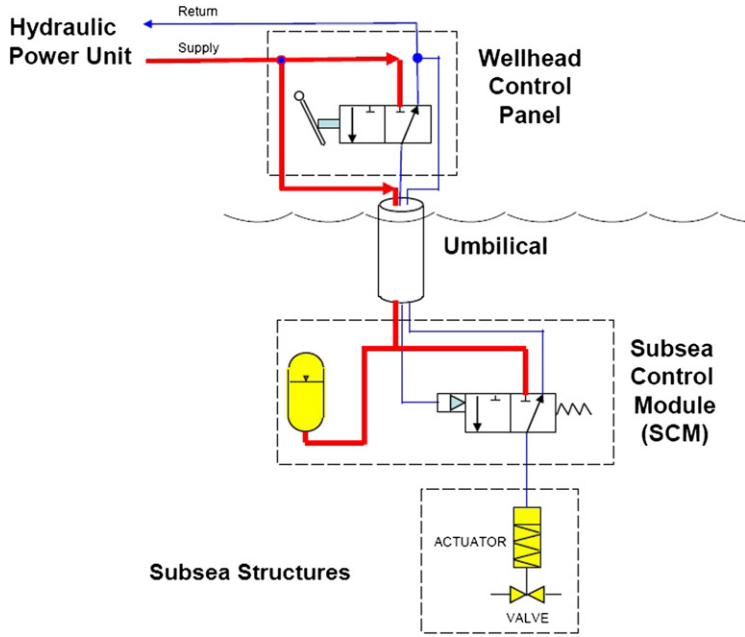 Return
Hydraulic
Power Unit
Supply
Wellhead
Control
Panel
Umbilical
Subsea
Control
Module
(SCM)
ACTUATOR
Subsea Structures
VALVE